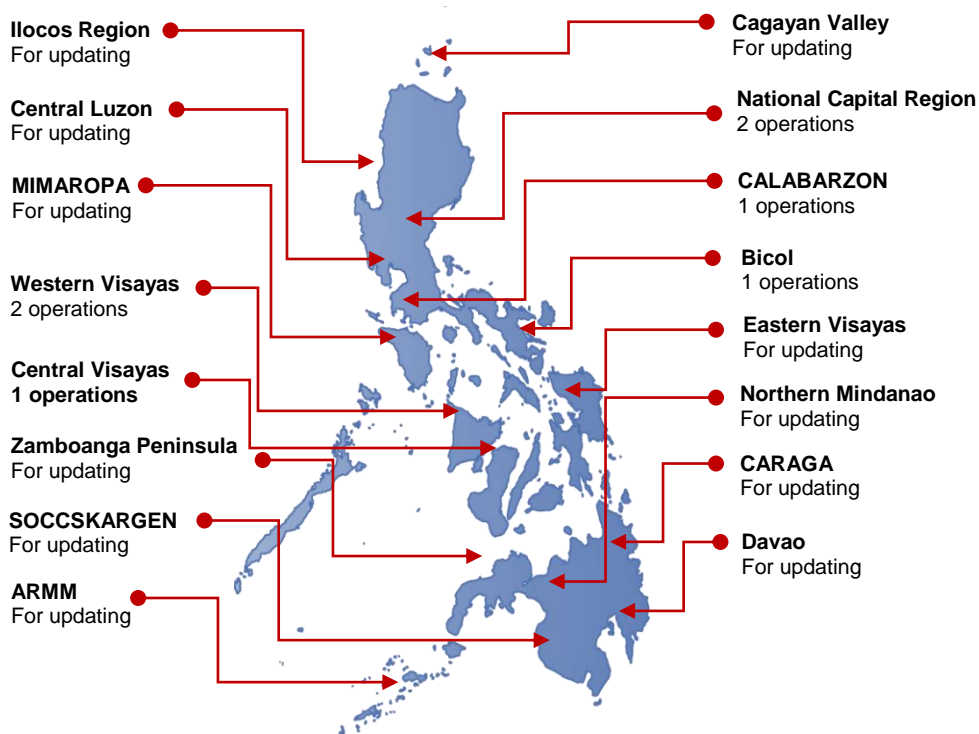 Ilocos Region
For updating
Central Luzon
For updating
MIMAROPA
For updating
Western Visayas
2 operations
Central Visayas
1 operations
Zamboanga Peninsula
For updating
SOCCSKARGEN
For updating
ARMM
For updating
Cagayan Valley
For updating
National Capital Region
2 operations
CALABARZON
1 operations
Bicol
1 operations
Eastern Visayas
For updating
Northern Mindanao
For updating
CARAGA
For updating
Davao
For updating